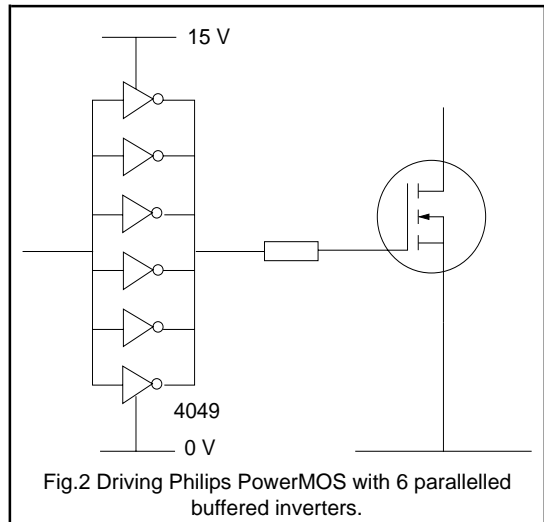 15 V
4049
0 V
Fig.2 Driving Philips PowerMOS with 6 parallelled
buffered inverters.